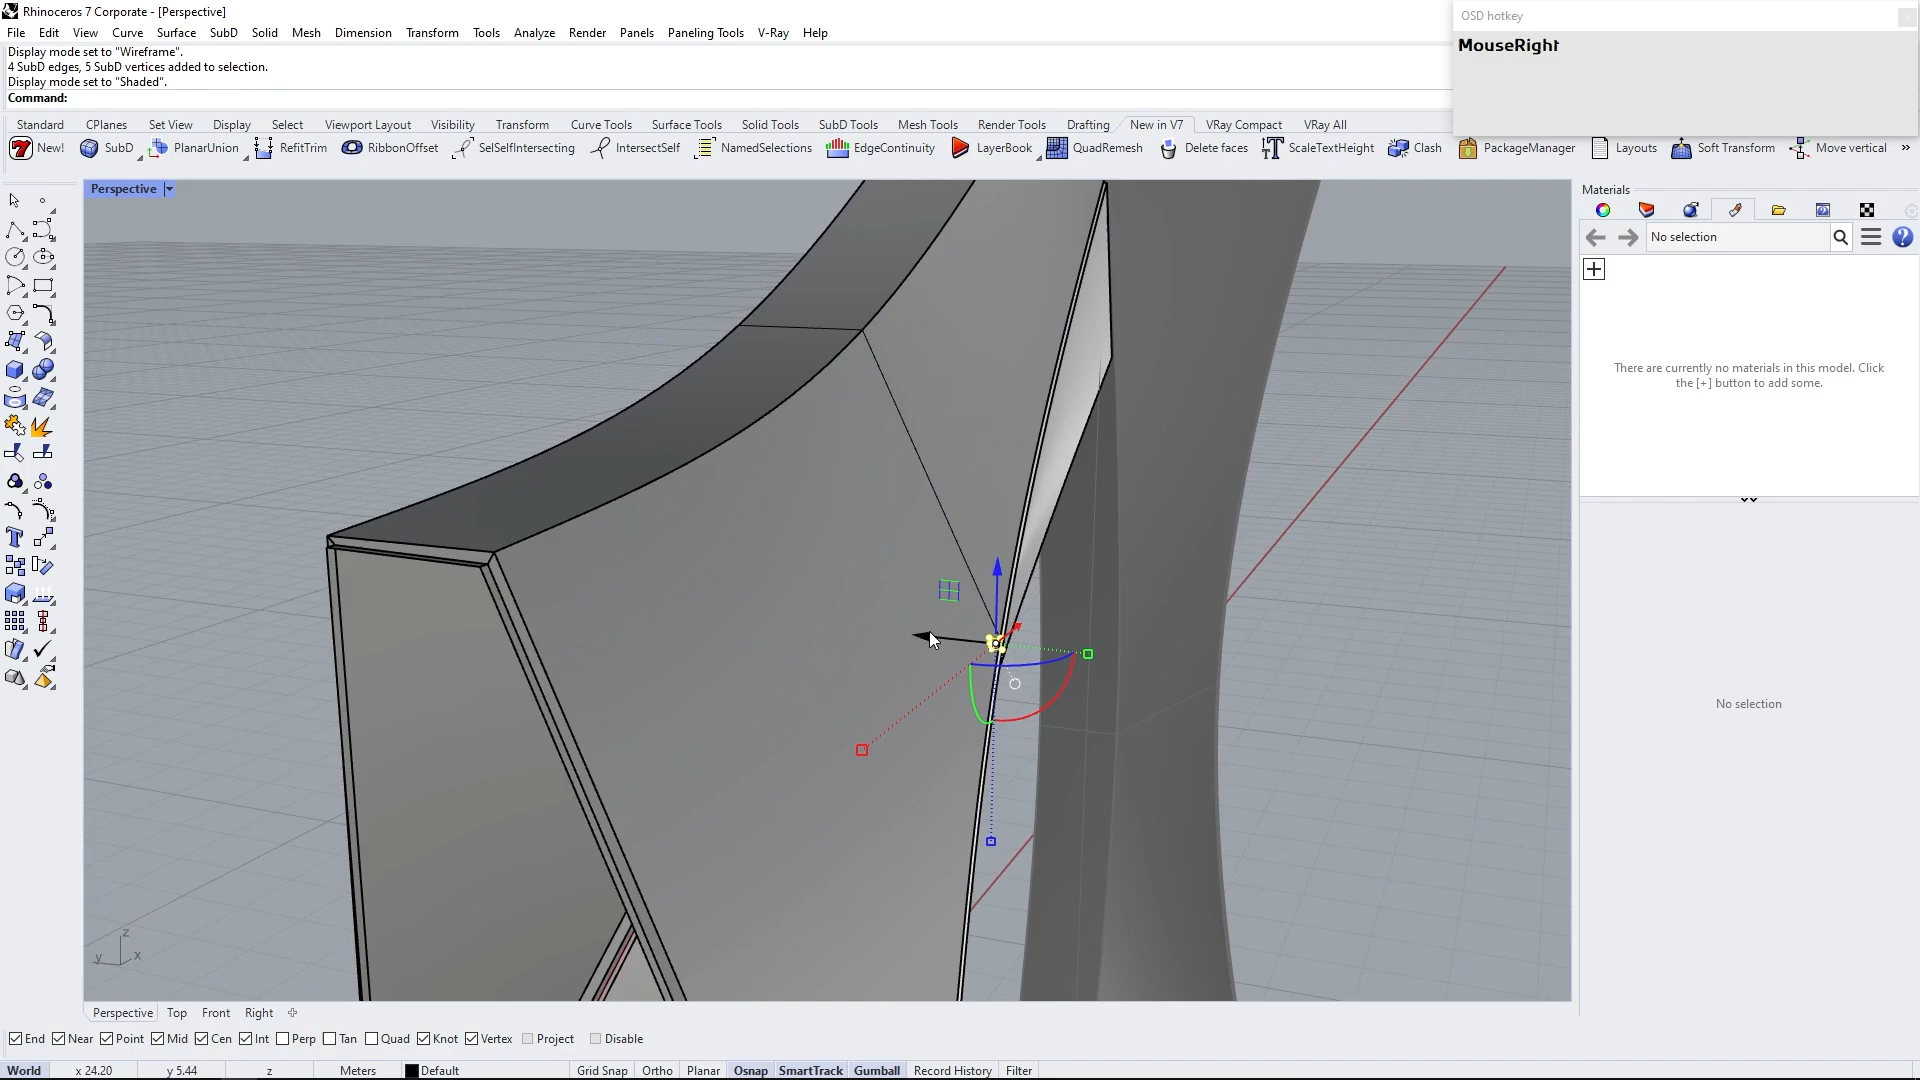 Rhinoceros 7 Corporate - [Perspective]
File Edit View Curve Surface SubD Solid Mesh Dimension Transform Tools Analyze Render Panels Paneling Tools V-Ray Help
OSD hotkey
MouseRight
Display mode set to "Wireframe".
4 SubD edges, 5 SubD vertices added to selection.
Display mode set to "Shaded".
Command:
Standard CPlanes Set View Display Select Viewport Layout Visibility Transform Curve Tools Surface Tools Solid Tools SubD Tools Mesh Tools Render Tools Drafting New in V7 VRay Compact VRay All
7 New! SubD PlanarUnion RefitTrim RibbonOffset SelSelfIntersecting IntersectSelf NamedSelections EdgeContinuity LayerBook QuadRemesh Delete faces ScaleTextHeight Clash PackageManager Layouts Soft Transform Move vertical »
Perspective
Materials
No selection
There are currently no materials in this model. Click
the [+] button to add some.
No selection
z
y x
Perspective Top Front Right
End Near Point Mid Cen Int Perp Tan Quad Knot Vertex Project Disable
World x 24.20 y 5.44 z Meters Default Grid Snap Ortho Planar Osnap SmartTrack Gumball Record History Filter